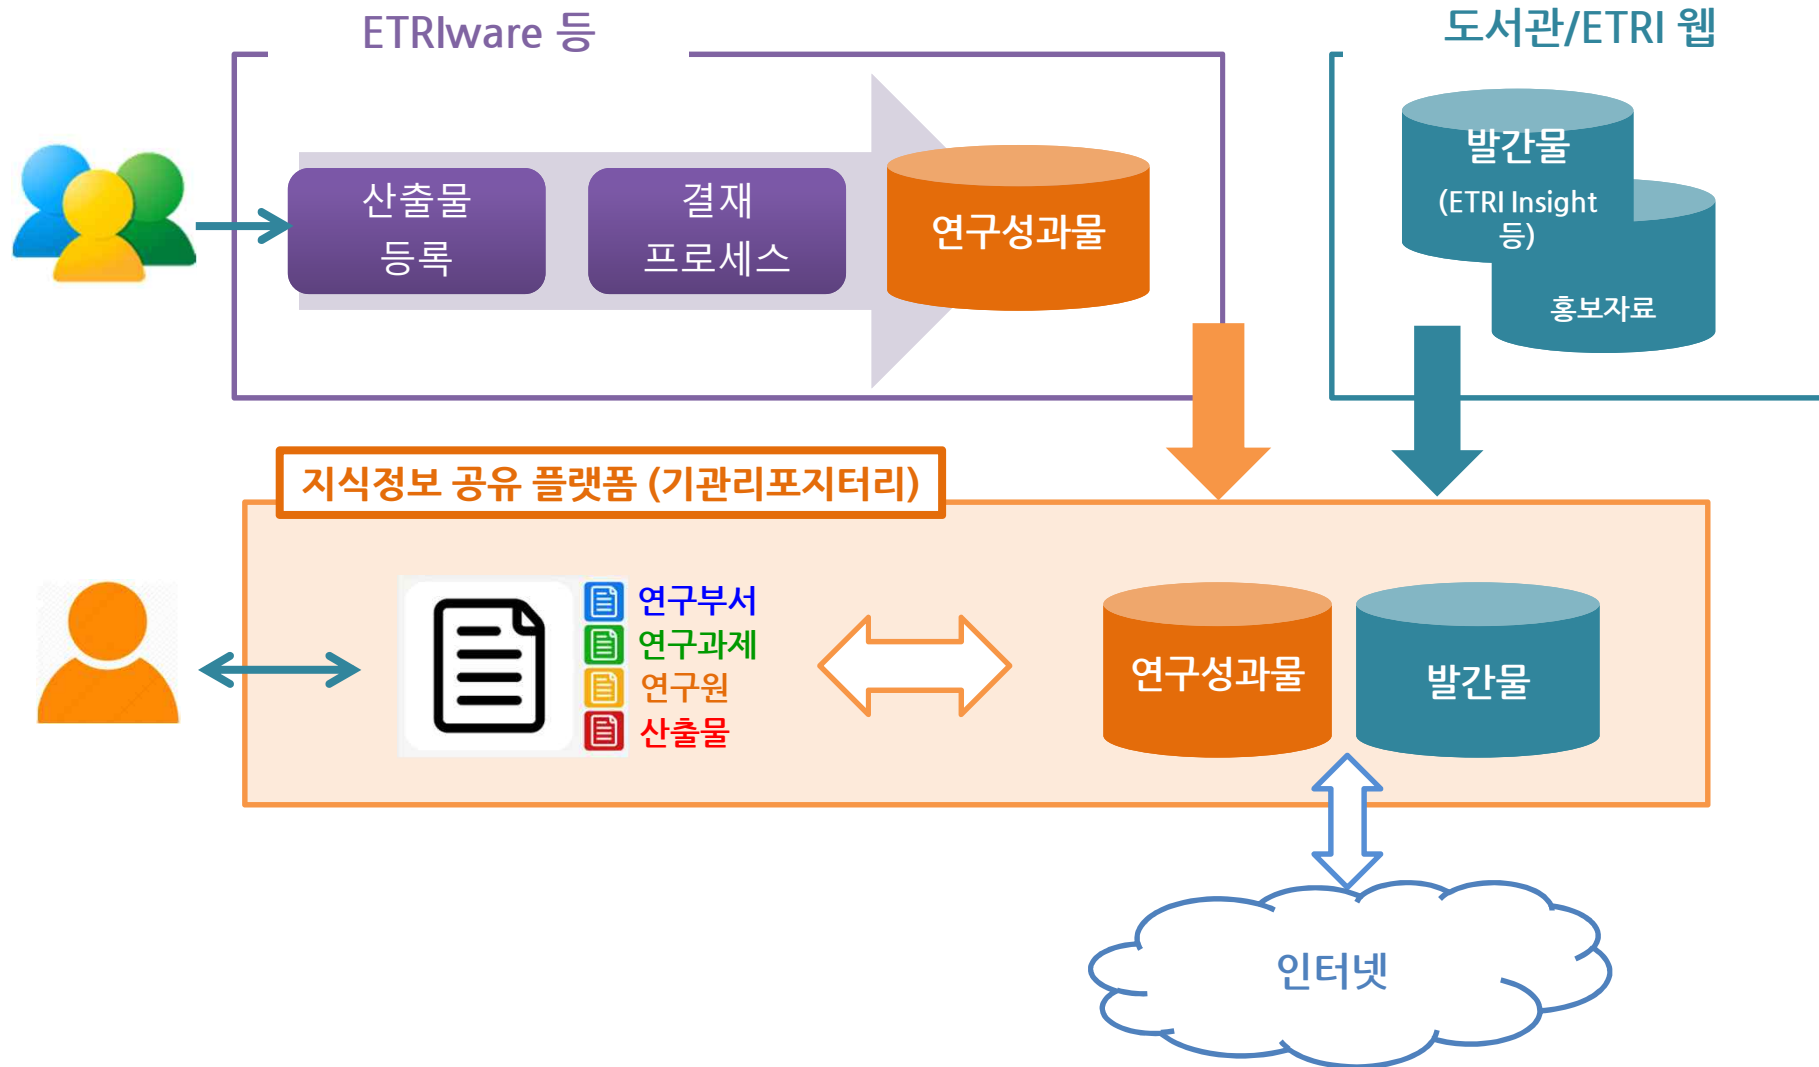 ETRIware 등
도서관/ETRI 웹
산출물
등록
결재
프로세스
연구성과물
발간물
(ETRI Insight
등)
홍보자료
지식정보 공유 플랫폼 (기관리포지터리)
연구부서
연구과제
연구원
산출물
연구성과물
발간물
인터넷